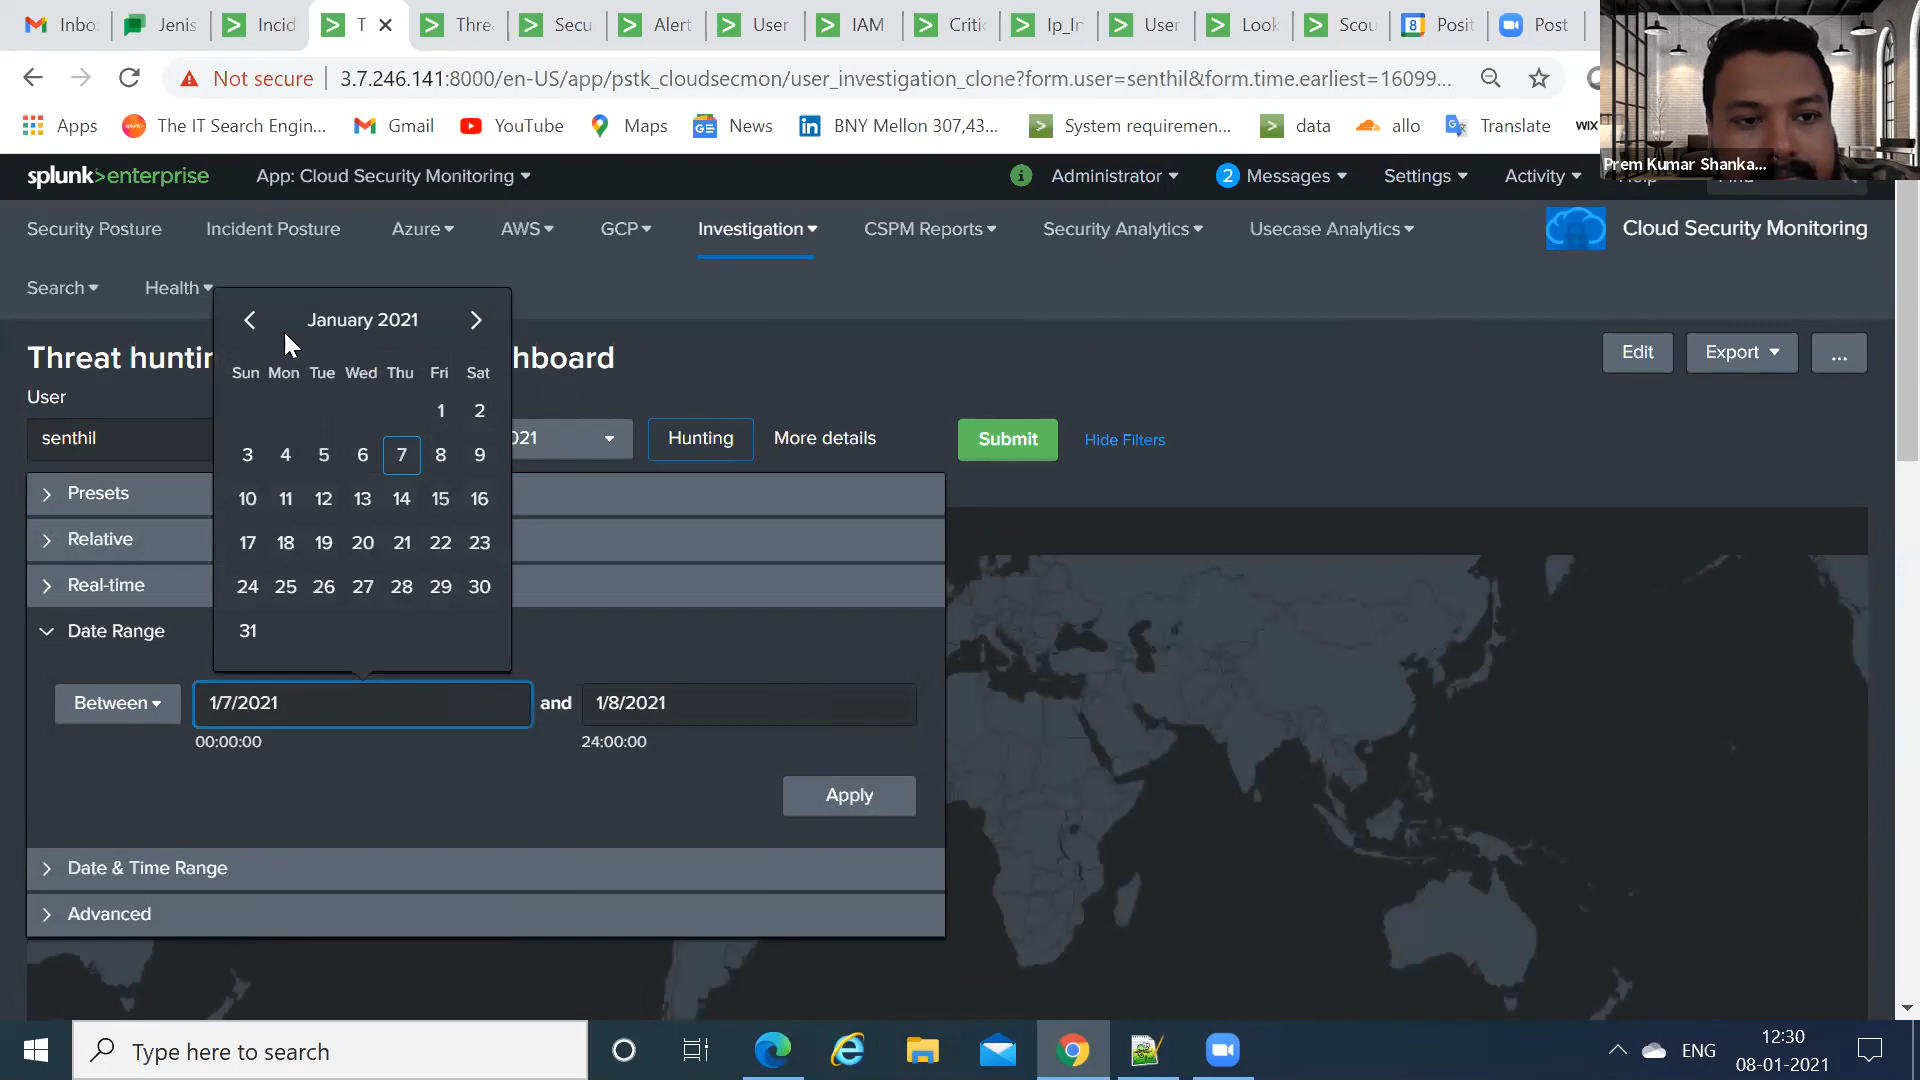 Inbo
Jenis
Incid
T
Thre
Secu
Alert
User
IAM
Critic
Ip_In
User
Look
Scou
8
Posit
Post
Not secure
3.7.246.141:8000/en-US/app/pstk_cloudsecmon/user_investigation_clone?form.user=senthil&form.time.earliest=16099...
Apps
The IT Search Engin...
Gmail
YouTube
Maps
News
BNY Mellon 307,43...
System requiremen...
data
allo
Translate
WIX
Prem Kumar Shanka...
splunk>enterprise
App: Cloud Security Monitoring
Administrator
2
Messages
Settings
Activity
Security Posture
Incident Posture
Azure
AWS
GCP
Investigation
CSPM Reports
Security Analytics
Usecase Analytics
Cloud Security Monitoring
Search
Health
January 2021
Threat huntin
hboard
Edit
Export
...
Sun Mon Tue Wed Thu Fri Sat
User
1 2
senthil
021
Hunting
More details
Submit
Hide Filters
3 4 5 6 7 8 9
Presets
10 11 12 13 14 15 16
Relative
17 18 19 20 21 22 23
Real-time
24 25 26 27 28 29 30
Date Range
31
Between
1/7/2021
and
1/8/2021
00:00:00
24:00:00
Apply
Date & Time Range
Advanced
Type here to search
ENG
12:30
08-01-2021